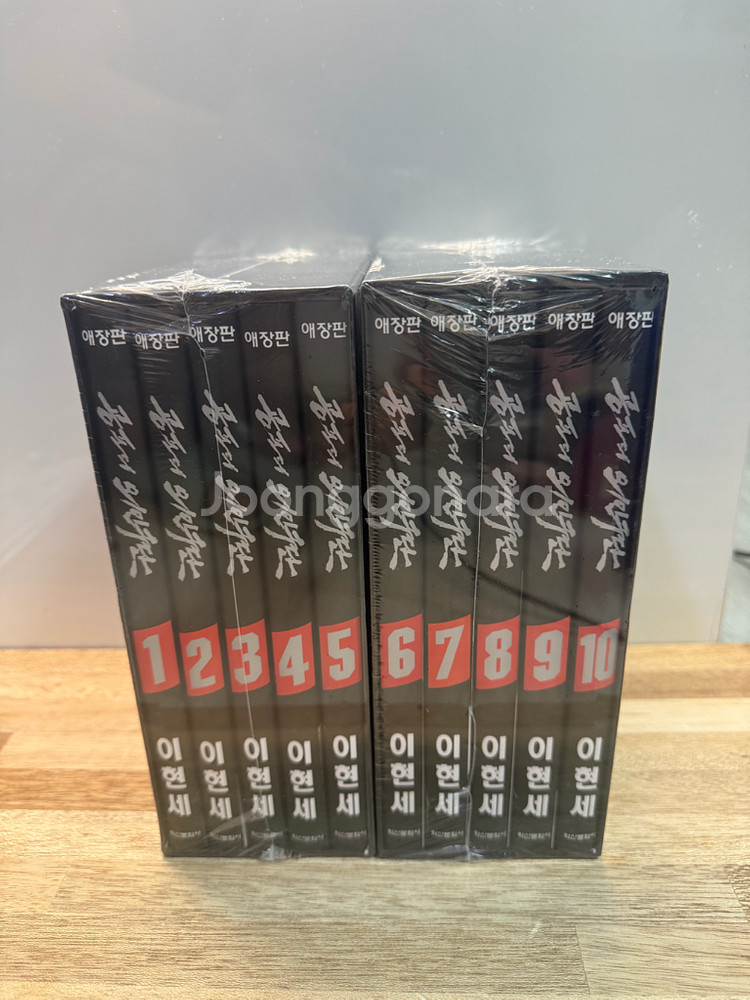 애장판
공포의 외인구단
1
이현세
애장판
공포의 외인구단
2
이현세
애장판
공포의 외인구단
3
이현세
애장판
공포의 외인구단
4
이현세
애장판
공포의 외인구단
5
이현세
애장판
공포의 외인구단
6
이현세
애장판
공포의 외인구단
7
이현세
애장판
공포의 외인구단
8
이현세
애장판
공포의 외인구단
9
이현세
애장판
공포의 외인구단
10
이현세
Joonggonara